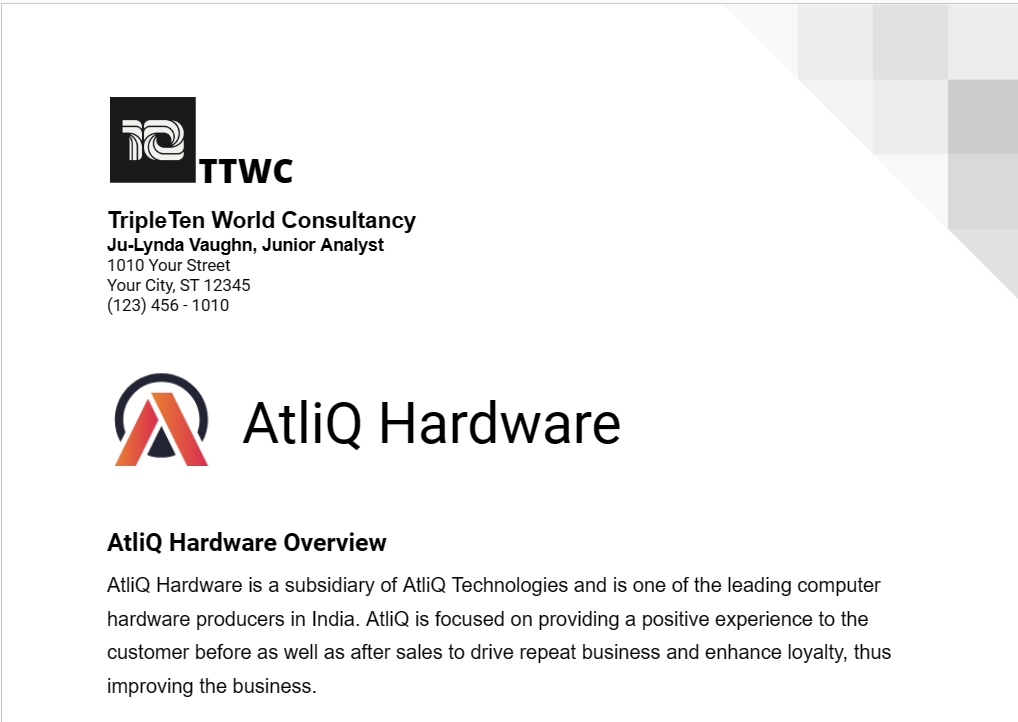 TTWC
TripleTen World Consultancy
Ju-Lynda Vaughn, Junior Analyst
1010 Your Street
Your City, ST 12345
(123) 456 - 1010
AtliQ Hardware
AtliQ Hardware Overview
AtliQ Hardware is a subsidiary of AtliQ Technologies and is one of the leading computer
hardware producers in India. AtliQ is focused on providing a positive experience to the
customer before as well as after sales to drive repeat business and enhance loyalty, thus
improving the business.